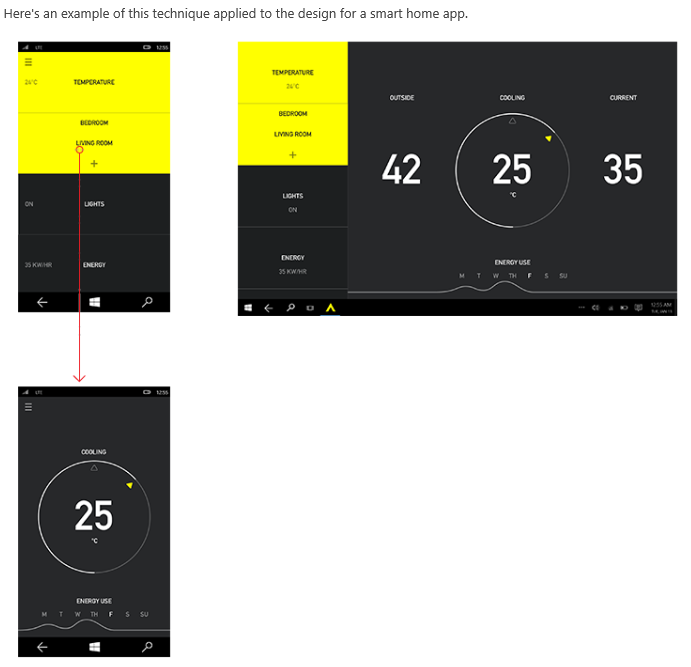 Here's an example of this technique applied to the design for a smart home app.
LTE 12:55
24°C TEMPERATURE
BEDROOM
LIVING ROOM
+
ON LIGHTS
35 KW/HR ENERGY
TEMPERATURE
24°C
BEDROOM
LIVING ROOM
+
LIGHTS
ON
ENERGY
35 KW/HR
OUTSIDE COOLING CURRENT
42 25 35
°C
ENERGY USE
M T W TH F S SU
12:55 AM
LTE 12:55
COOLING
25
°C
ENERGY USE
M T W TH F S SU